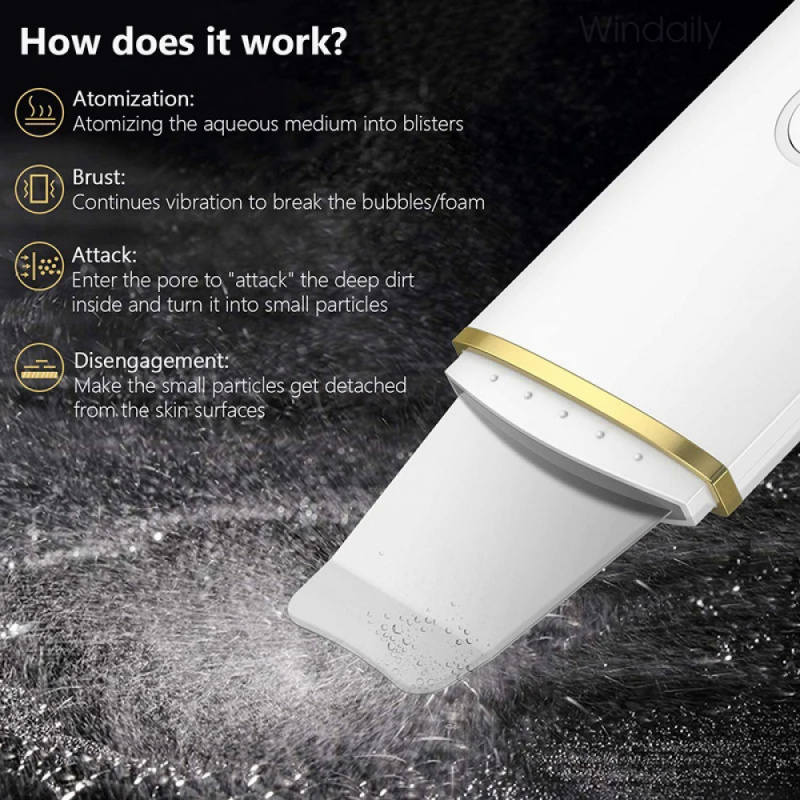 Windaily
How does it work?
Atomization:
Atomizing the aqueous medium into blisters
Brust:
Continues vibration to break the bubbles/foam
Attack:
Enter the pore to "attack" the deep dirt
inside and turn it into small particles
Disengagement:
Make the small particles get detached
from the skin surfaces